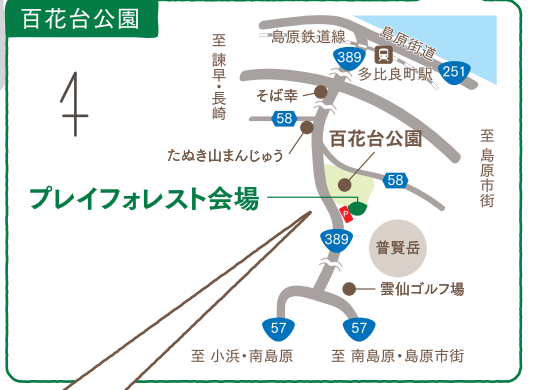 百花台公園
島原鉄道線
島原街道
389
251
多比良町駅
至 諫早・長崎
そば幸
58
たぬき山まんじゅう
百花台公園
58
至 島原市街
プレイフォレスト会場
P
389
普賢岳
雲仙ゴルフ場
57
57
至 小浜・南島原
至 南島原・島原市街